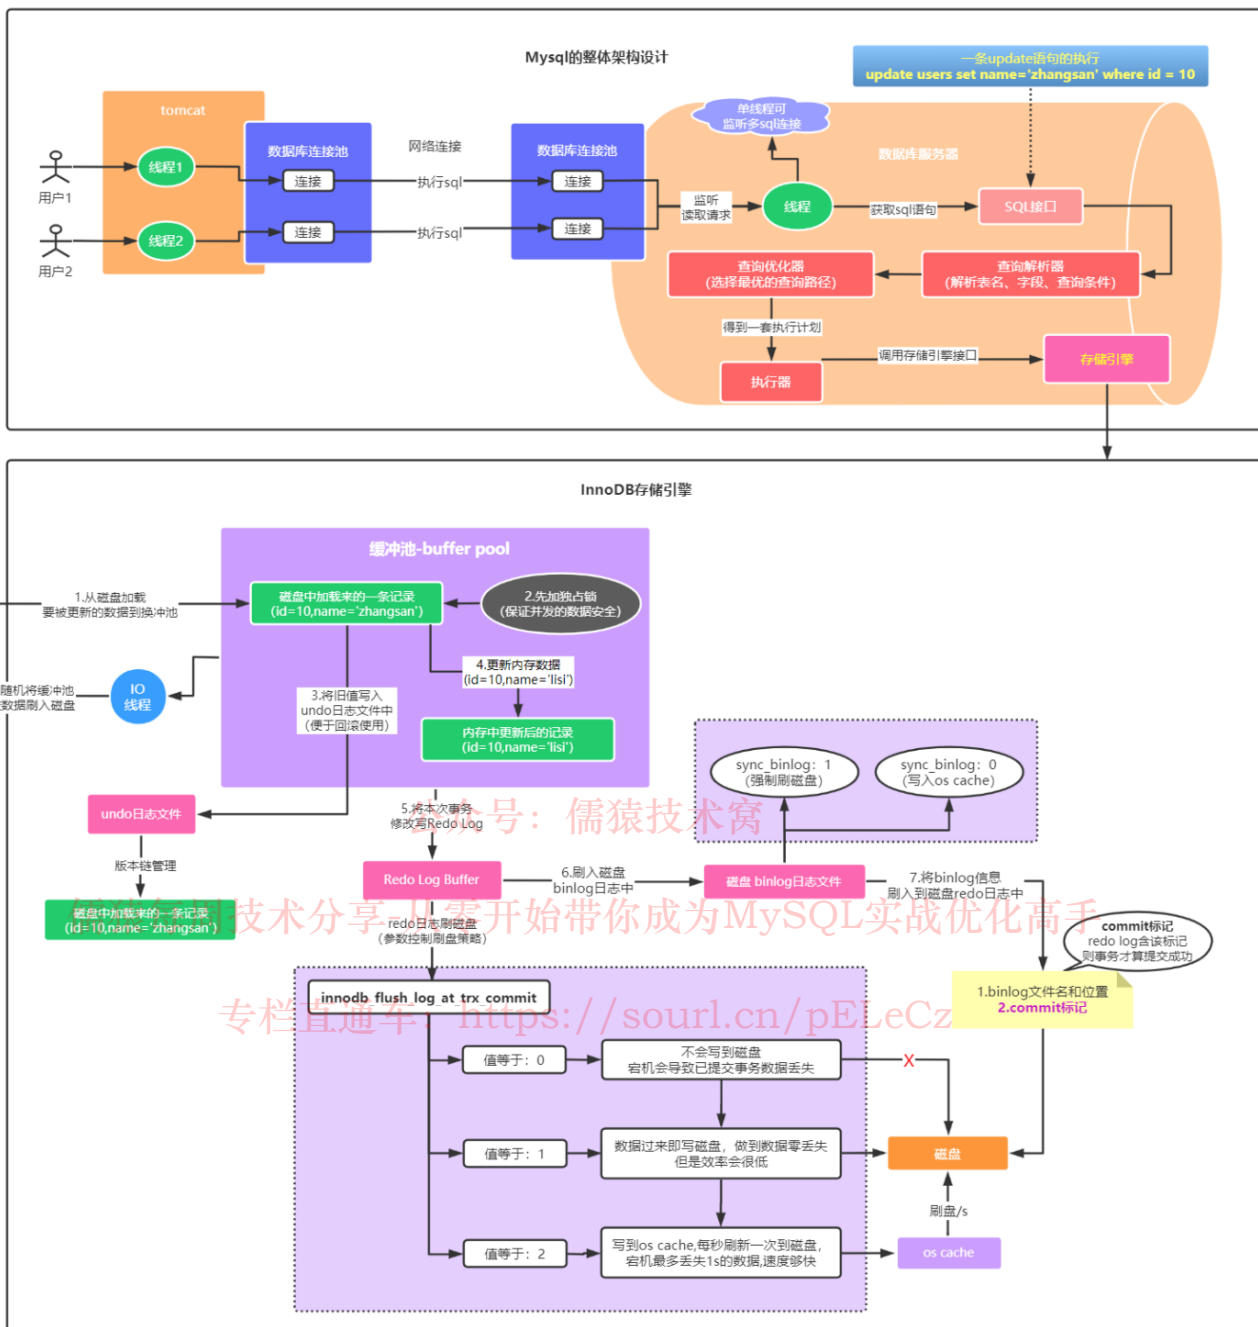 Mysql的整体架构设计
一条update语句的执行
update users set name='zhangsan' where id = 10
tomcat
数据库连接池
网络连接
数据库连接池
单线程可
监听多sql连接
数据库服务器
用户1
线程1
连接
执行sql
连接
监听
读取请求
线程
获取sql语句
SQL接口
用户2
线程2
连接
执行sql
连接
查询优化器
(选择最优的查询路径)
查询解析器
(解析表名、字段、查询条件)
得到一套执行计划
执行器
调用存储引擎接口
存储引擎
InnoDB存储引擎
缓冲池-buffer pool
1.从磁盘加载
要被更新的数据到换冲池
磁盘中加载来的一条记录
(id=10,name='zhangsan')
2.先加独占锁
(保证并发的数据安全)
4.更新内存数据
(id=10,name='lisi')
随机将缓冲池
数据刷入磁盘
IO
线程
3.将旧值写入
undo日志文件中
(便于回滚使用)
内存中更新后的记录
(id=10,name='lisi')
sync_binlog：1
(强制刷磁盘)
sync_binlog：0
(写入os cache)
undo日志文件
5.将本次事务
修改写Redo Log
公众号：儒猿技术窝
版本链管理
Redo Log Buffer
6.刷入磁盘
binlog日志中
磁盘 binlog日志文件
7.将binlog信息
刷入到磁盘redo日志中
磁盘中加载来的一条记录
(id=10,name='zhangsan')
redo日志刷磁盘
(参数控制刷盘策略)
儒猿每周技术分享-从零开始带你成为MySQL实战优化高手
commit标记
redo log含该标记
则事务才算提交成功
innodb_flush_log_at_trx_commit
专栏直通车：https://sourl.cn/pELeCz
1.binlog文件名和位置
2.commit标记
值等于：0
不会写到磁盘
宕机会导致已提交事务数据丢失
X
值等于：1
数据过来即写磁盘，做到数据零丢失
但是效率会很低
磁盘
刷盘/s
值等于：2
写到os cache,每秒刷新一次到磁盘，
宕机最多丢失1s的数据,速度够快
os cache